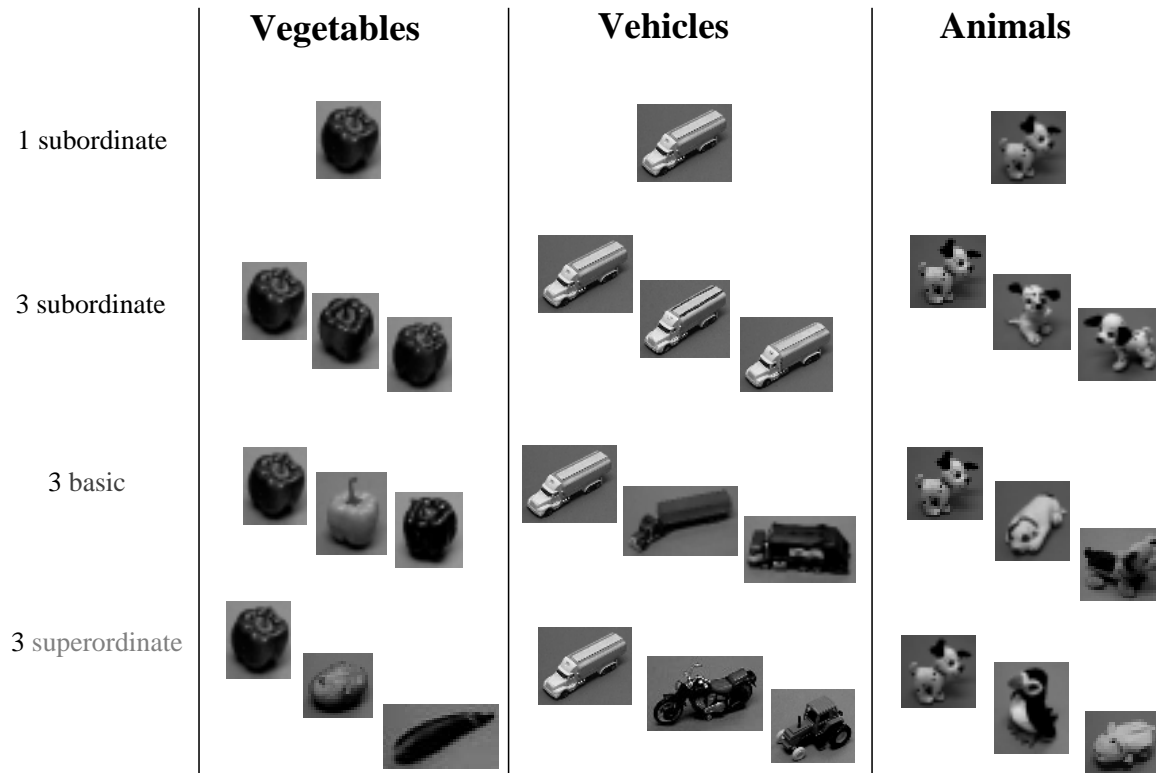 Vegetables
Vehicles
Animals
1 subordinate
3 subordinate
3 basic
3 superordinate